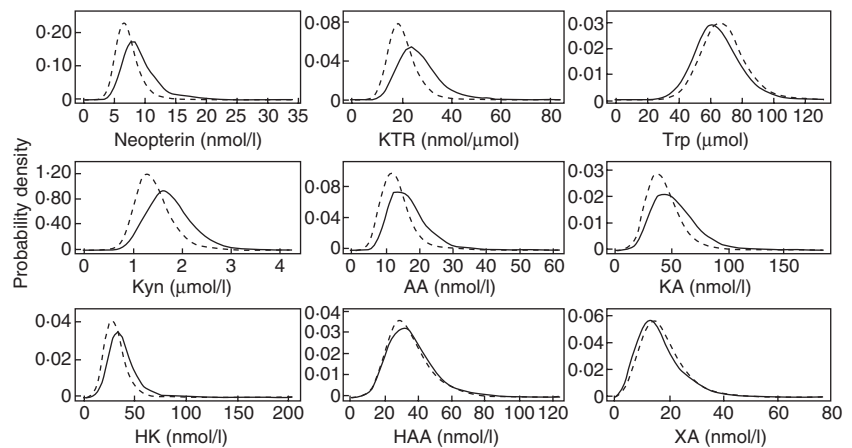 Probability density
0·20
0·10
0
0 5 10 15 20 25 30 35
Neopterin (nmol/l)
0·08
0·04
0
0 20 40 60 80
KTR (nmol/μmol)
0·03
0·02
0·01
0
0 20 40 60 80 100 120
Trp (μmol)
1·20
0·80
0·40
0
0 1 2 3 4
Kyn (μmol/l)
0·08
0·04
0
0 10 20 30 40 50 60
AA (nmol/l)
0·03
0·02
0·01
0
0 50 100 150
KA (nmol/l)
0·04
0·02
0
0 50 100 150 200
HK (nmol/l)
0·04
0·03
0·01
0
0 20 40 60 80 100 120
HAA (nmol/l)
0·06
0·04
0·02
0
0 20 40 60 80
XA (nmol/l)